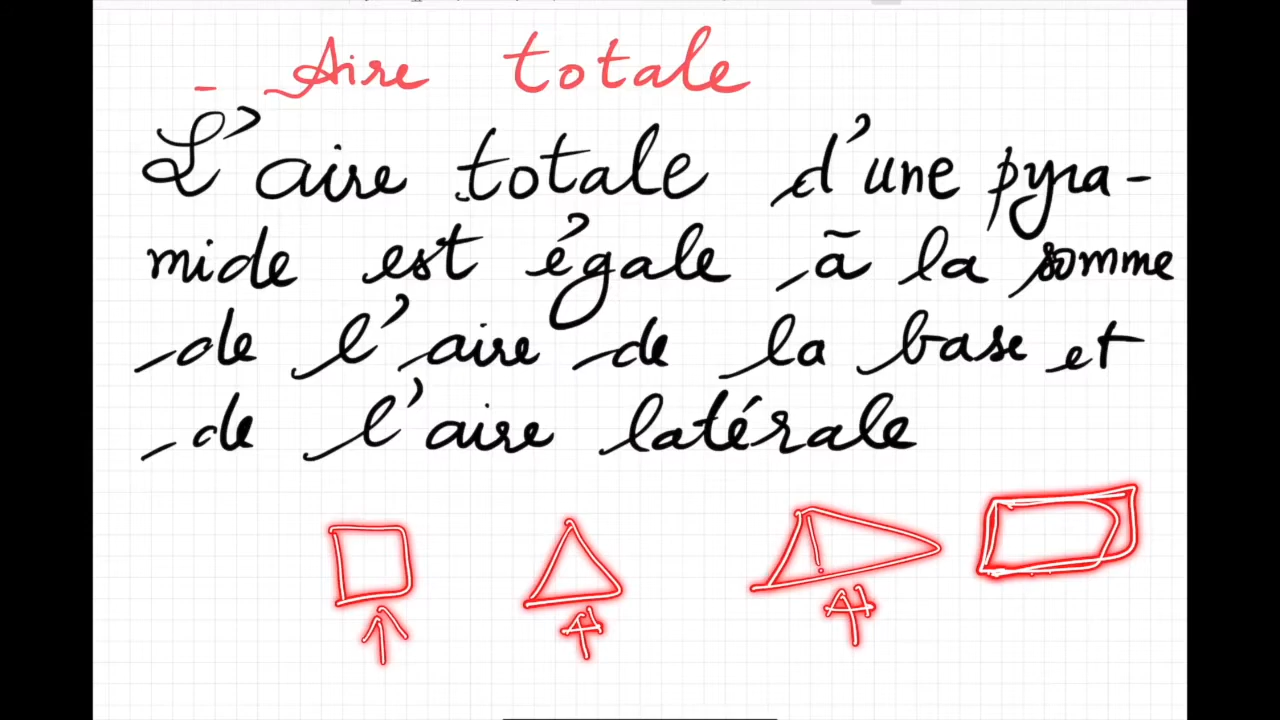 - Aire totale
L'aire totale d'une pyra-
mide est égale à la somme
de l'aire de la base et
de l'aire latérale